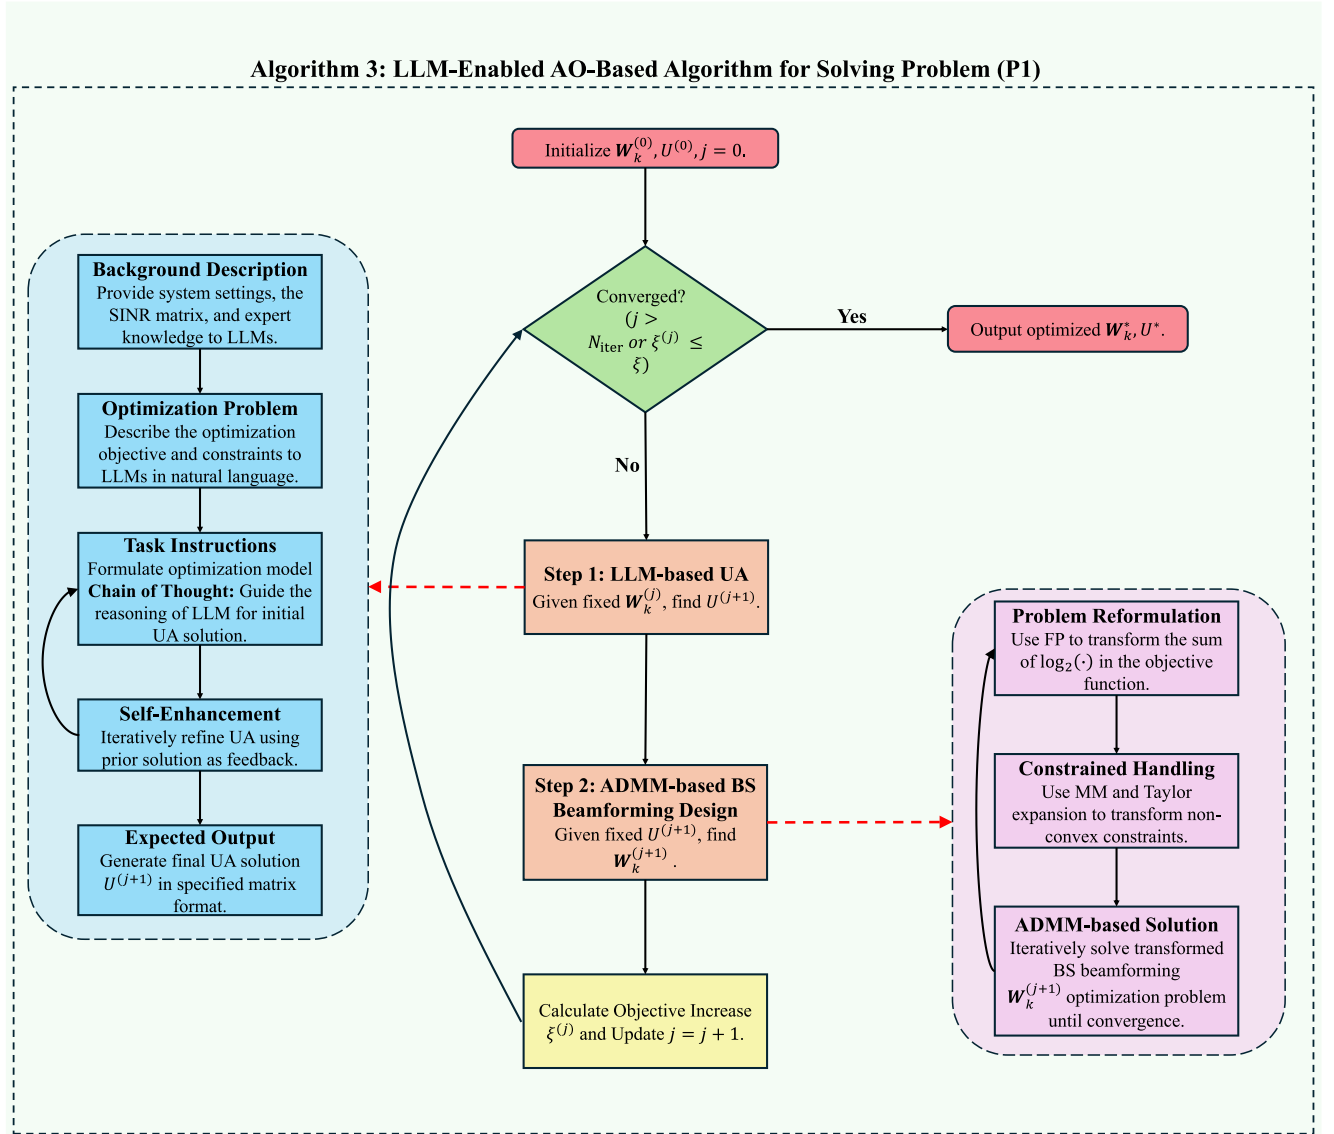 Algorithm 3: LLM-Enabled AO-Based Algorithm for Solving Problem (P1)
Initialize 𝑾_k^(0), U^(0), j = 0.
Converged?
(j >
N_iter or ξ^(j) ≤
ξ)
Yes
Output optimized 𝑾_k^*, U^*.
No
Step 1: LLM-based UA
Given fixed 𝑾_k^(j), find U^(j+1).
Step 2: ADMM-based BS
Beamforming Design
Given fixed U^(j+1), find
𝑾_k^(j+1) .
Calculate Objective Increase
ξ^(j) and Update j = j + 1.
Background Description
Provide system settings, the
SINR matrix, and expert
knowledge to LLMs.
Optimization Problem
Describe the optimization
objective and constraints to
LLMs in natural language.
Task Instructions
Formulate optimization model
Chain of Thought: Guide the
reasoning of LLM for initial
UA solution.
Self-Enhancement
Iteratively refine UA using
prior solution as feedback.
Expected Output
Generate final UA solution
U^(j+1) in specified matrix
format.
Problem Reformulation
Use FP to transform the sum
of log₂(·) in the objective
function.
Constrained Handling
Use MM and Taylor
expansion to transform non-
convex constraints.
ADMM-based Solution
Iteratively solve transformed
BS beamforming
𝑾_k^(j+1) optimization problem
until convergence.